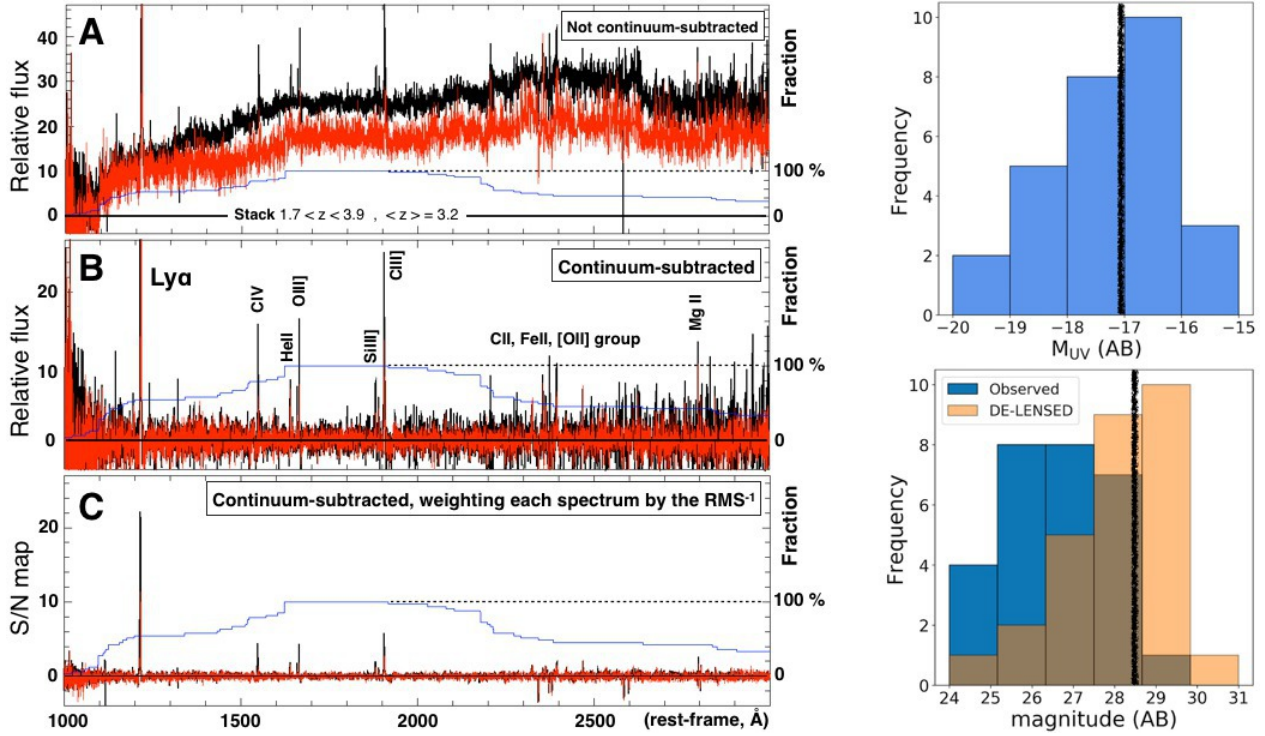 A
Not continuum-subtracted
Relative flux
40
30
20
10
0
Fraction
100 %
0
Stack 1.7 < z < 3.9 , < z > = 3.2
B
Continuum-subtracted
Relative flux
20
10
0
Lyα
CIV
HeII
OIII]
SiIII]
CIII]
CII, FeII, [OII] group
Mg II
Fraction
100 %
0
C
Continuum-subtracted, weighting each spectrum by the RMS⁻¹
S/N map
20
10
0
Fraction
100 %
0
1000
1500
2000
2500
(rest-frame, Å)
Frequency
10
8
6
4
2
0
−20
−19
−18
−17
−16
−15
M_UV (AB)
Observed
DE-LENSED
Frequency
10
8
6
4
2
0
24
25
26
27
28
29
30
31
magnitude (AB)